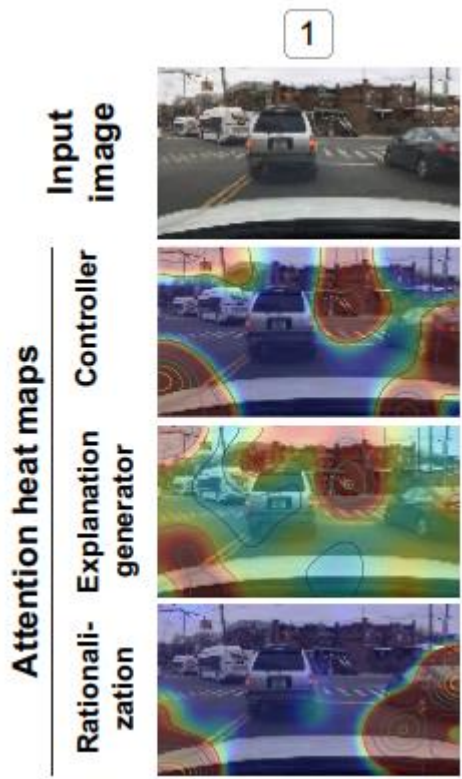 1
Input
image
Attention heat maps
Controller
Explanation
generator
Rationali-
zation